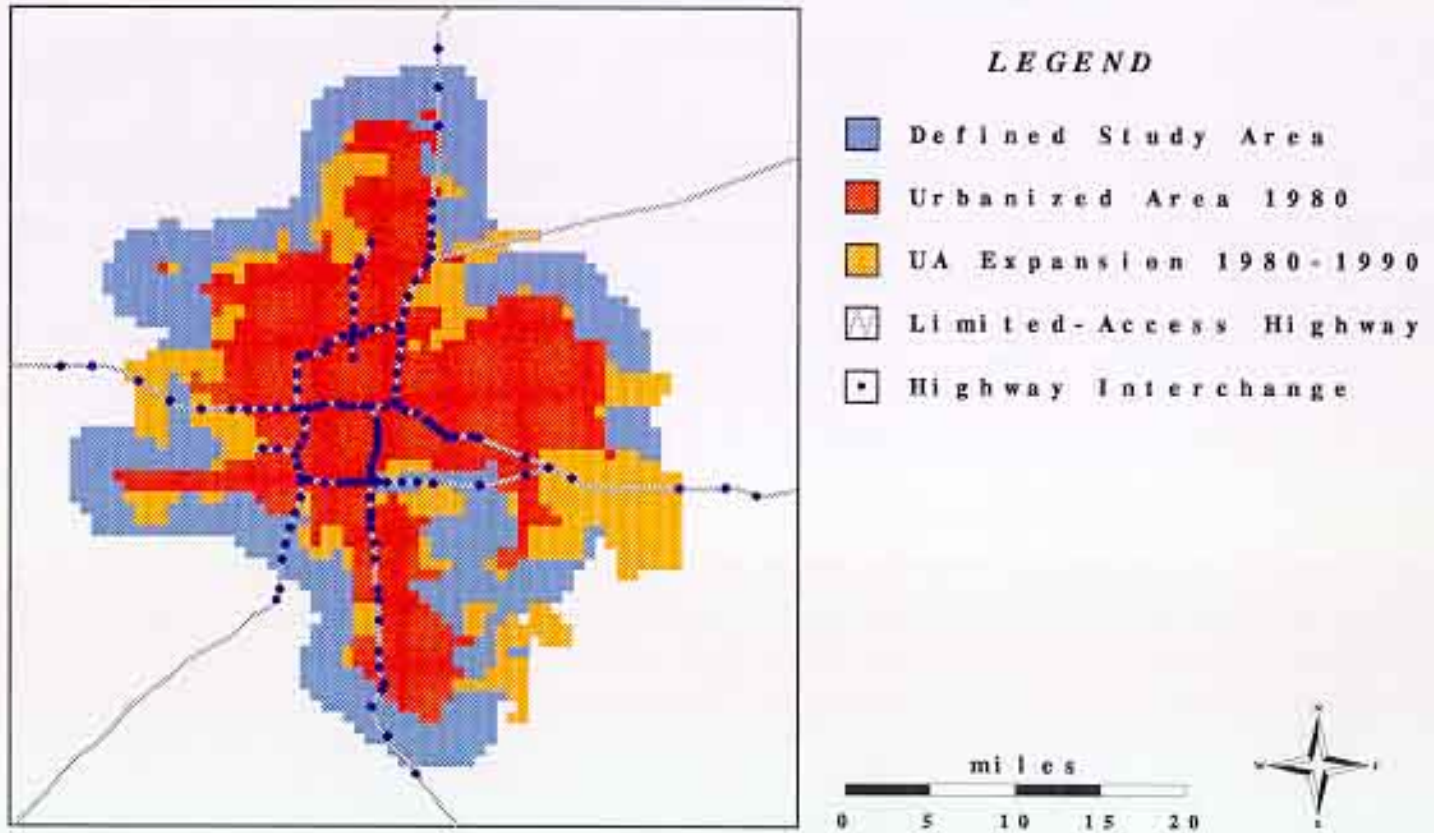 LEGEND
Defined Study Area
Urbanized Area 1980
UA Expansion 1980-1990
Limited-Access Highway
Highway Interchange
miles
0 5 10 15 20